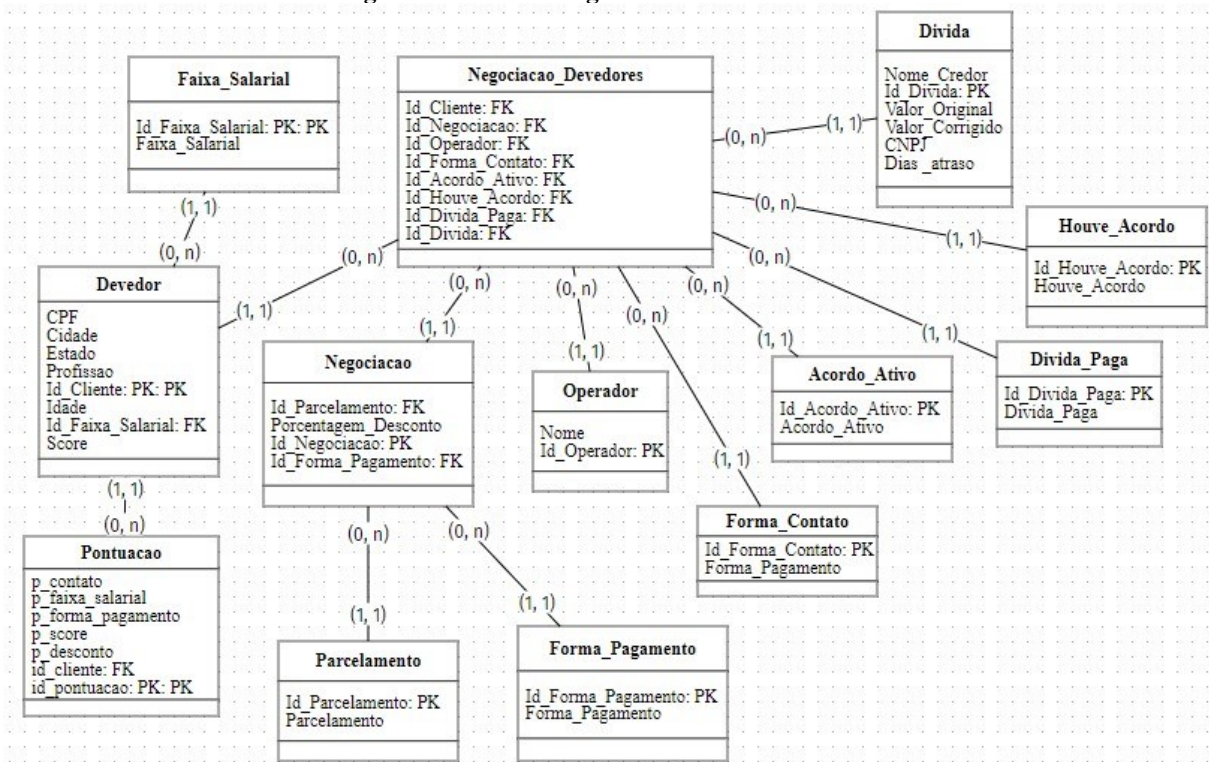 Divida
Nome_Credor
Id_Divida: PK
Valor_Original
Valor_Corrigido
CNPJ
Dias _atraso
Faixa_Salarial
Id_Faixa_Salarial: PK: PK
Faixa_Salarial
Negociacao_Devedores
Id_Cliente: FK
Id_Negociacao: FK
Id_Operador: FK
Id_Forma_Contato: FK
Id_Acordo_Ativo: FK
Id_Houve_Acordo: FK
Id_Divida_Paga: FK
Id_Divida: FK
(0, n)
(1, 1)
(0, n)
(1, 1)
(0, n)
(1, 1)
(1, 1)
(0, n)
(0, n)
(1, 1)
(0, n)
(1, 1)
(0, n)
(1, 1)
(0, n)
(1, 1)
(0, n)
(1, 1)
Houve_Acordo
Id_Houve_Acordo: PK
Houve_Acordo
Devedor
CPF
Cidade
Estado
Profissao
Id_Cliente: PK: PK
Idade
Id_Faixa_Salarial: FK
Score
Negociacao
Id_Parcelamento: FK
Porcentagem_Desconto
Id_Negociacao: PK
Id_Forma_Pagamento: FK
Operador
Nome
Id_Operador: PK
Acordo_Ativo
Id_Acordo_Ativo: PK
Acordo_Ativo
Divida_Paga
Id_Divida_Paga: PK
Divida_Paga
(1, 1)
(0, n)
(0, n)
(1, 1)
(0, n)
(1, 1)
Forma_Contato
Id_Forma_Contato: PK
Forma_Pagamento
Pontuacao
p_contato
p_faixa_salarial
p_forma_pagamento
p_score
p_desconto
id_cliente: FK
id_pontuacao: PK: PK
Parcelamento
Id_Parcelamento: PK
Parcelamento
Forma_Pagamento
Id_Forma_Pagamento: PK
Forma_Pagamento